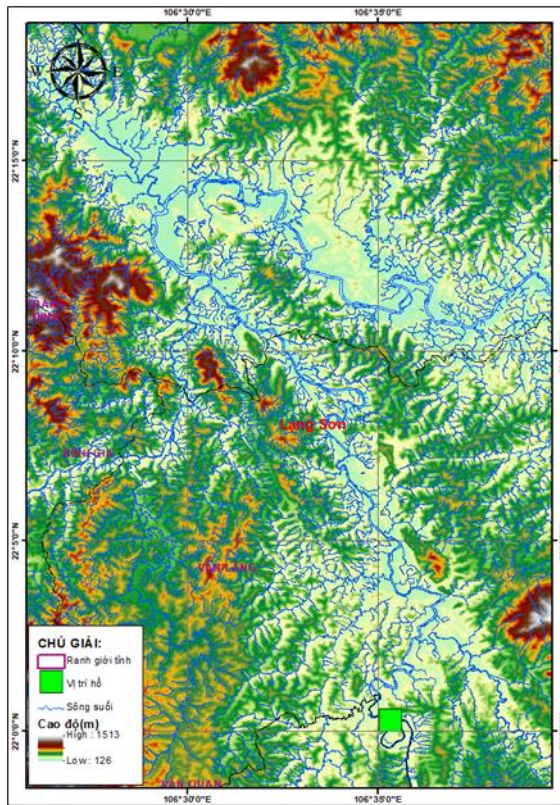 106°30'0"E 106°35'0"E
N
W E
S
22°15'0"N
22°10'0"N
BÌNH GIA
Lạng Sơn
22°5'0"N
VĂN LÃNG
CHÚ GIẢI:
Ranh giới tỉnh
Vị trí hồ
Sông suối
Cao độ(m)
High : 1513
Low : 126
22°0'0"N
VĂN QUAN
106°30'0"E 106°35'0"E